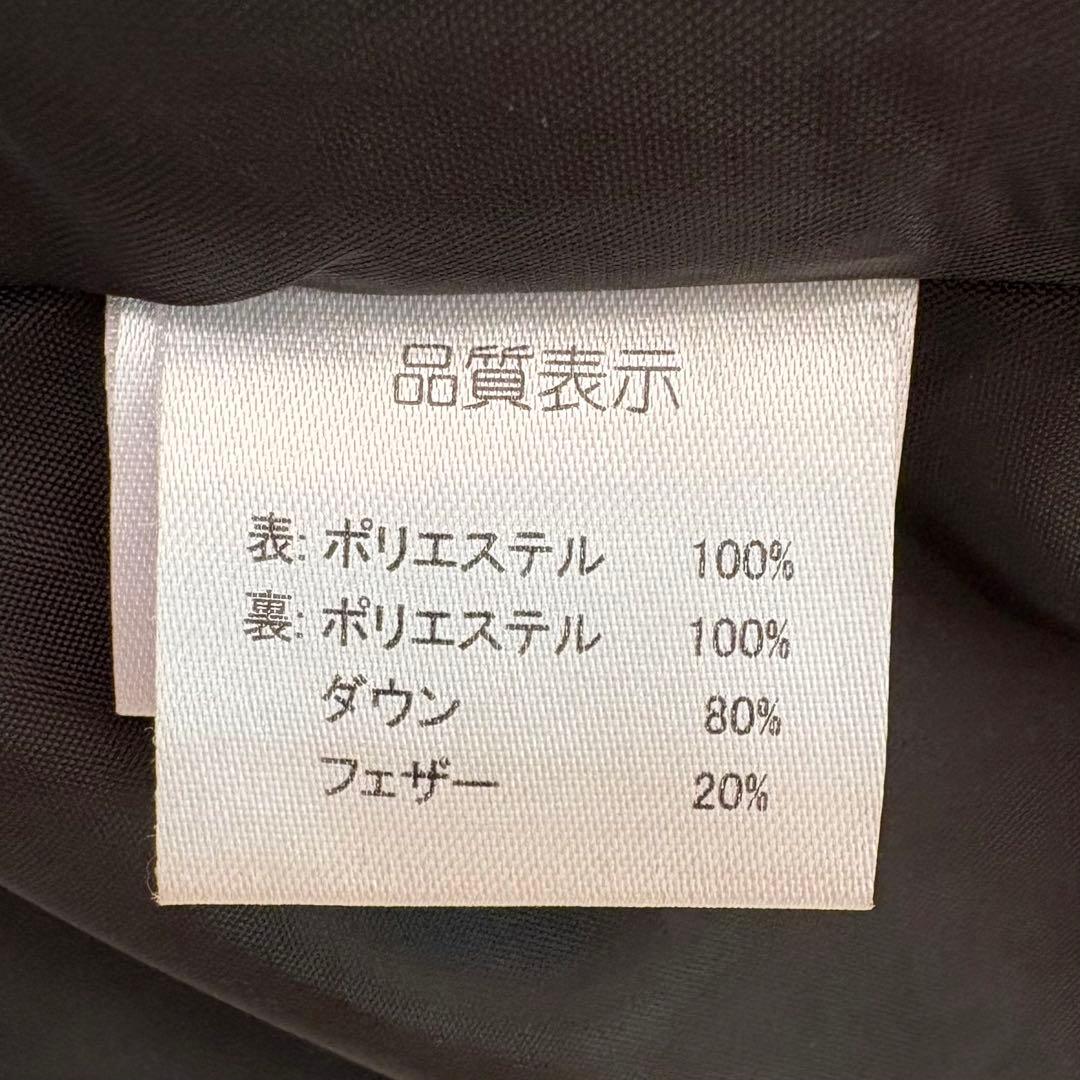 品質表示
表: ポリエステル 100%
裏: ポリエステル 100%
ダウン 80%
フェザー 20%